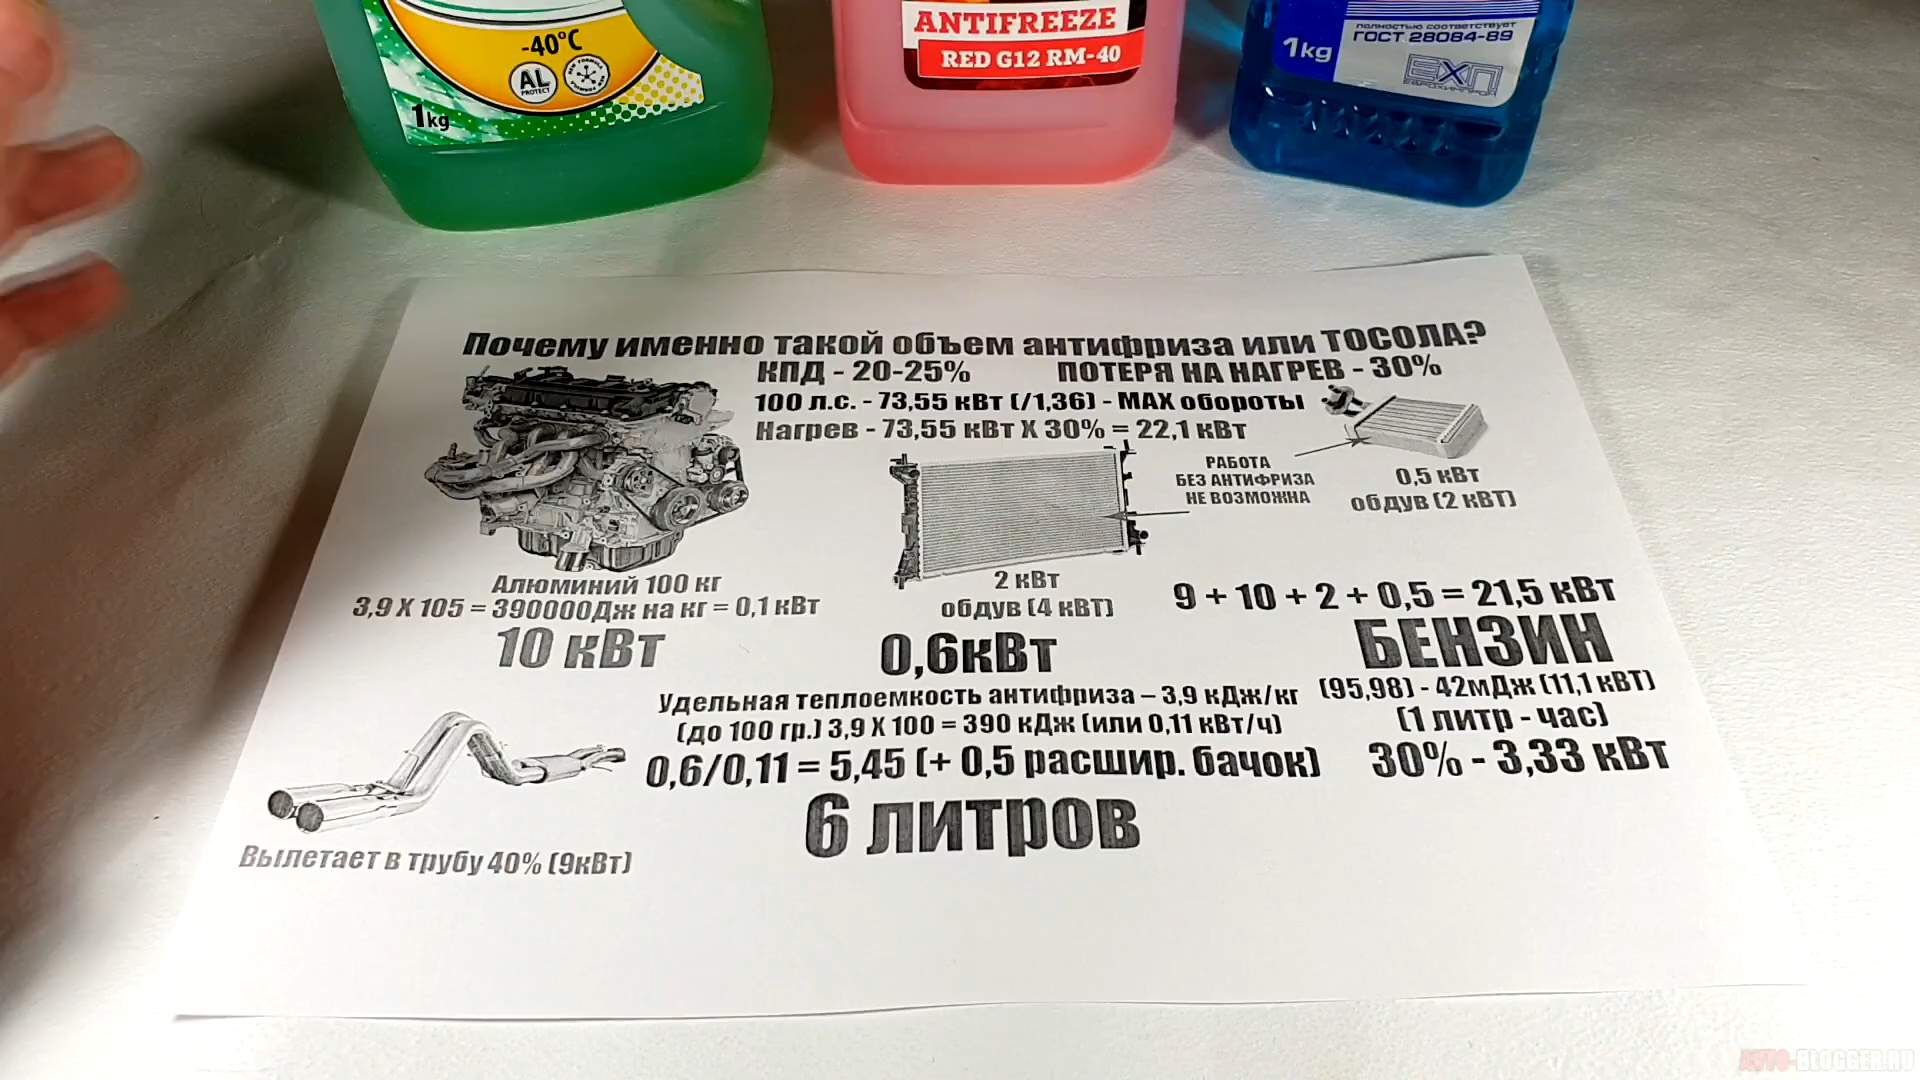 -40°C
AL
PROTECT
1kg
ANTIFREEZE
RED G12 RM-40
1kg
полностью соответствует
ГОСТ 28084-89
ЕХП
ЕВРОХИМПРОМ
Почему именно такой объем антифриза или ТОСОЛА?
КПД - 20-25% ПОТЕРЯ НА НАГРЕВ - 30%
100 л.с. - 73,55 кВт (/1,36) - MAX обороты
Нагрев - 73,55 кВт X 30% = 22,1 кВт
РАБОТА
БЕЗ АНТИФРИЗА
НЕ ВОЗМОЖНА
0,5 кВт
обдув (2 кВТ)
Алюминий 100 кг
3,9 X 105 = 390000Дж на кг = 0,1 кВт
10 кВт
2 кВт
обдув (4 кВТ)
0,6кВт
9 + 10 + 2 + 0,5 = 21,5 кВт
БЕНЗИН
(95,98) - 42мДж (11,1 кВТ)
(1 литр - час)
30% - 3,33 кВт
Удельная теплоемкость антифриза – 3,9 кДж/кг
(до 100 гр.) 3,9 X 100 = 390 кДж (или 0,11 кВт/ч)
0,6/0,11 = 5,45 (+ 0,5 расшир. бачок)
6 литров
Вылетает в трубу 40% (9кВт)
AVTO-BLOGGER.RU